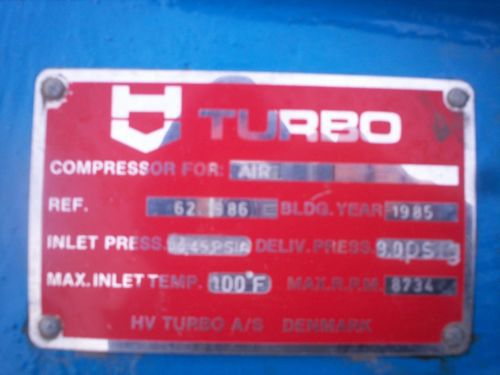 HV TURBO
COMPRESSOR FOR: AIR
REF. BLDG. YEAR 1985
INLET PRESS. DELIV. PRESS.
MAX. INLET TEMP. 100°F MAX. R.P.M. 8734
HV TURBO A/S DENMARK